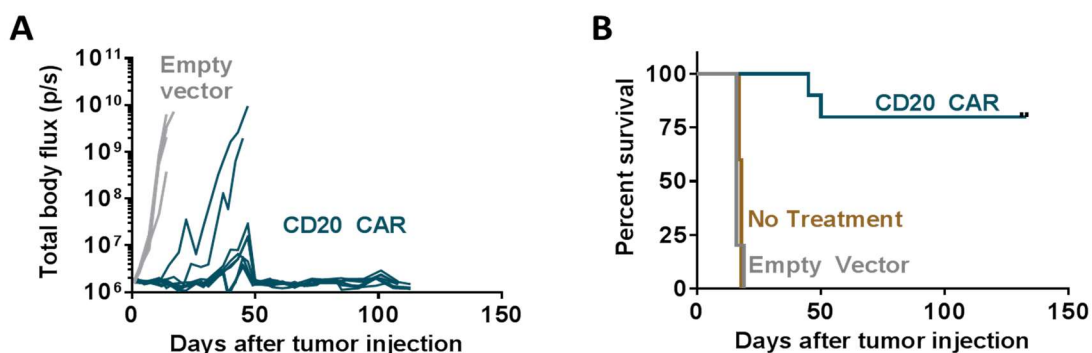 A
Total body flux (p/s)
10¹¹
10¹⁰
10⁹
10⁸
10⁷
10⁶
Empty
vector
CD20 CAR
0 50 100 150
Days after tumor injection
B
Percent survival
100
75
50
25
0
CD20 CAR
No Treatment
Empty Vector
0 50 100 150
Days after tumor injection